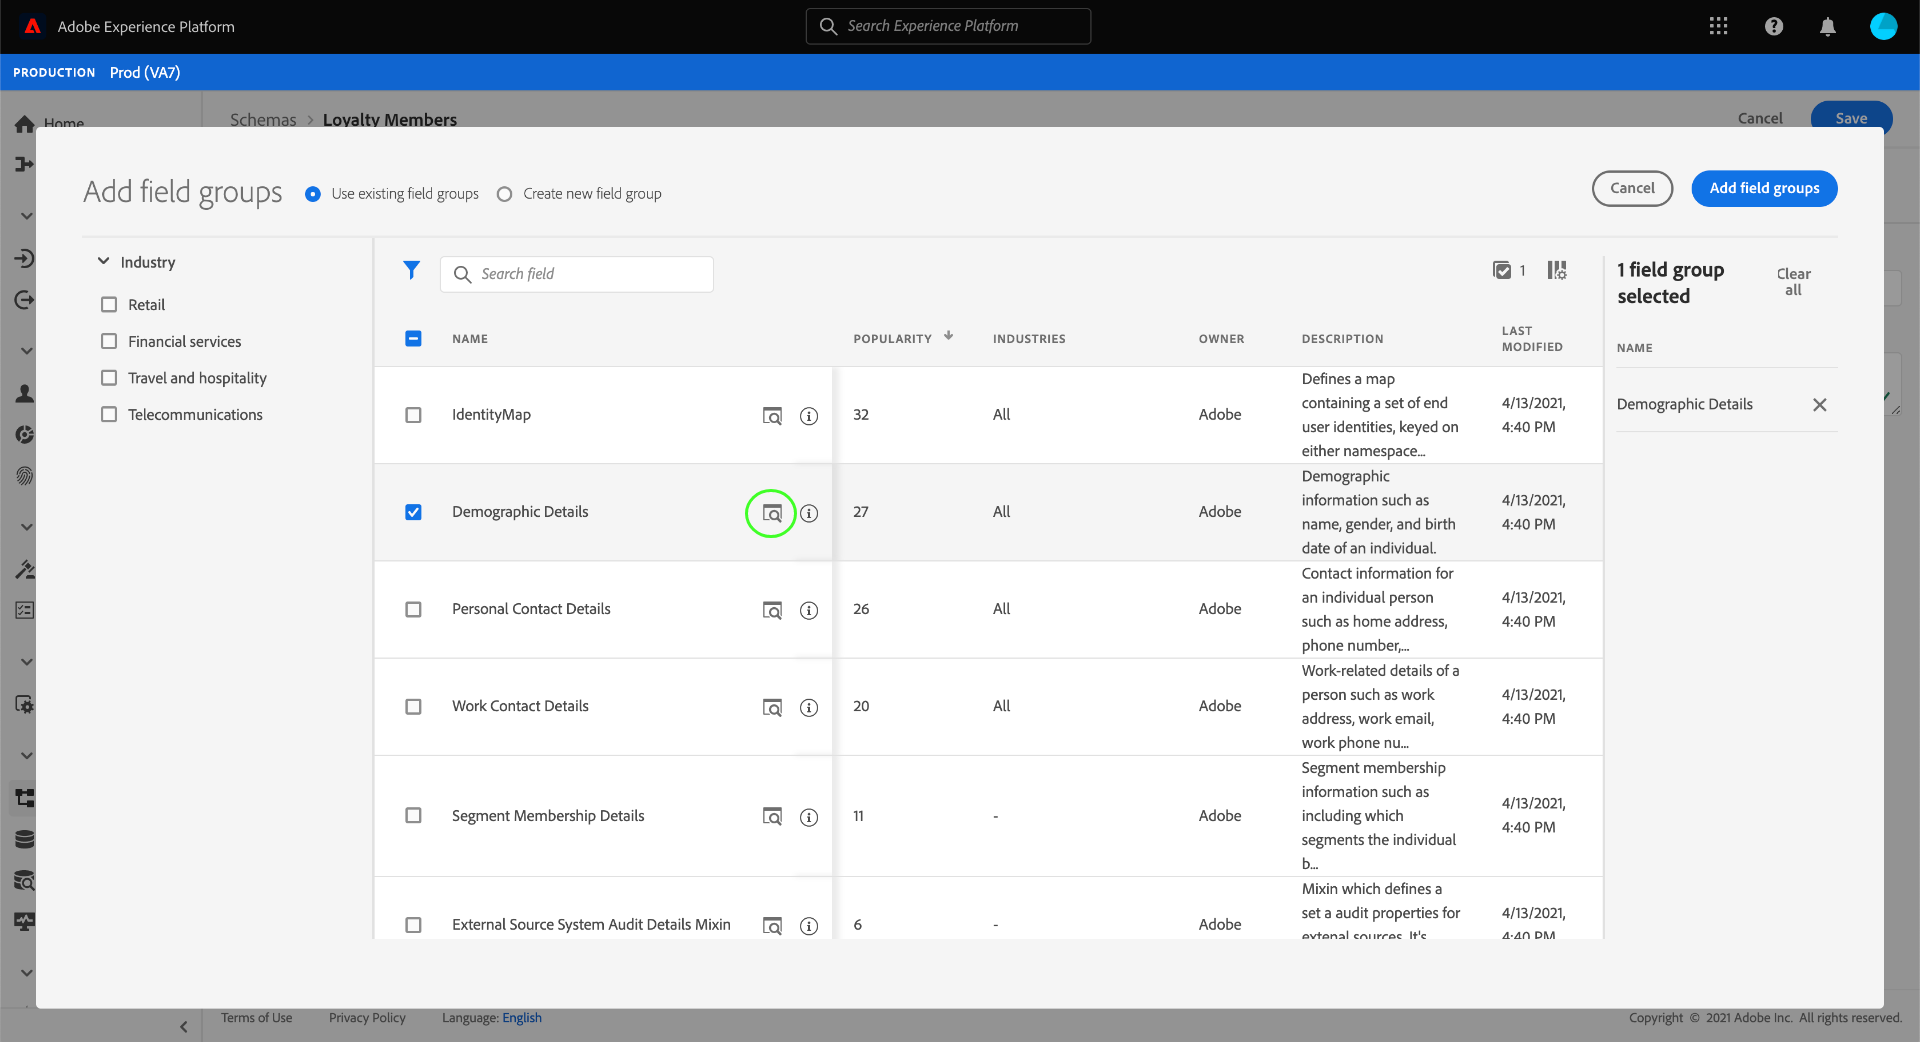 Adobe Experience Platform
Search Experience Platform
PRODUCTION Prod (VA7)
Home
Schemas > Loyalty Members
Cancel
Save
Add field groups
Use existing field groups
Create new field group
Cancel
Add field groups
Industry
Retail
Financial services
Travel and hospitality
Telecommunications
Search field
1
1 field group
selected
Clear
all
NAME
Demographic Details
NAME
POPULARITY
INDUSTRIES
OWNER
DESCRIPTION
LAST
MODIFIED
IdentityMap
32
All
Adobe
Defines a map
containing a set of end
user identities, keyed on
either namespace...
4/13/2021,
4:40 PM
Demographic Details
27
All
Adobe
Demographic
information such as
name, gender, and birth
date of an individual.
4/13/2021,
4:40 PM
Personal Contact Details
26
All
Adobe
Contact information for
an individual person
such as home address,
phone number,...
4/13/2021,
4:40 PM
Work Contact Details
20
All
Adobe
Work-related details of a
person such as work
address, work email,
work phone nu...
4/13/2021,
4:40 PM
Segment Membership Details
11
-
Adobe
Segment membership
information such as
including which
segments the individual
b...
4/13/2021,
4:40 PM
External Source System Audit Details Mixin
6
-
Adobe
Mixin which defines a
set a audit properties for
extenal sources. It's
4/13/2021,
4:40 PM
Terms of Use
Privacy Policy
Language: English
Copyright © 2021 Adobe Inc. All rights reserved.